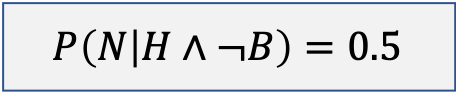 P(N|H ∧ ¬B) = 0.5